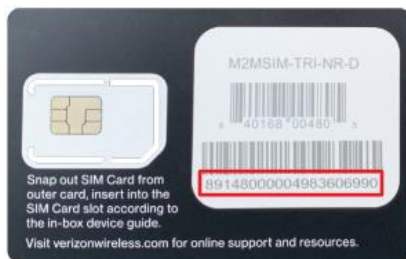 M2MSIM-TRI-NR-D
40168 00480
89148000004983606990
Snap out SIM Card from
outer card, insert into the
SIM Card slot according to
the in-box device guide.
Visit verizonwireless.com for online support and resources.